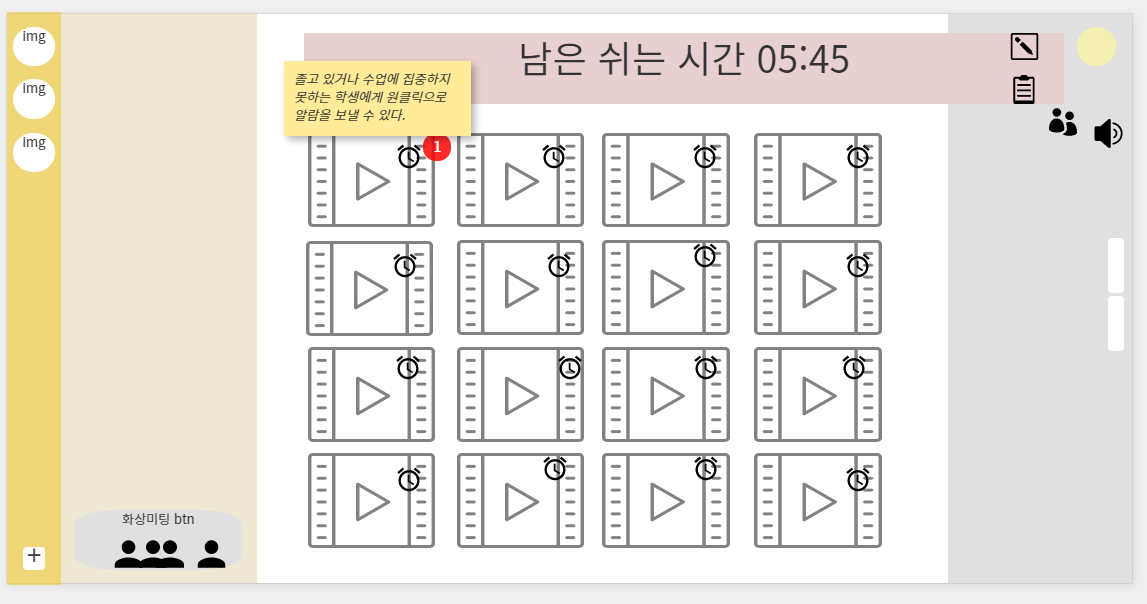 img
img
img
남은 쉬는 시간 05:45
졸고 있거나 수업에 집중하지
못하는 학생에게 원클릭으로
알람을 보낼 수 있다.
1
화상미팅 btn
+